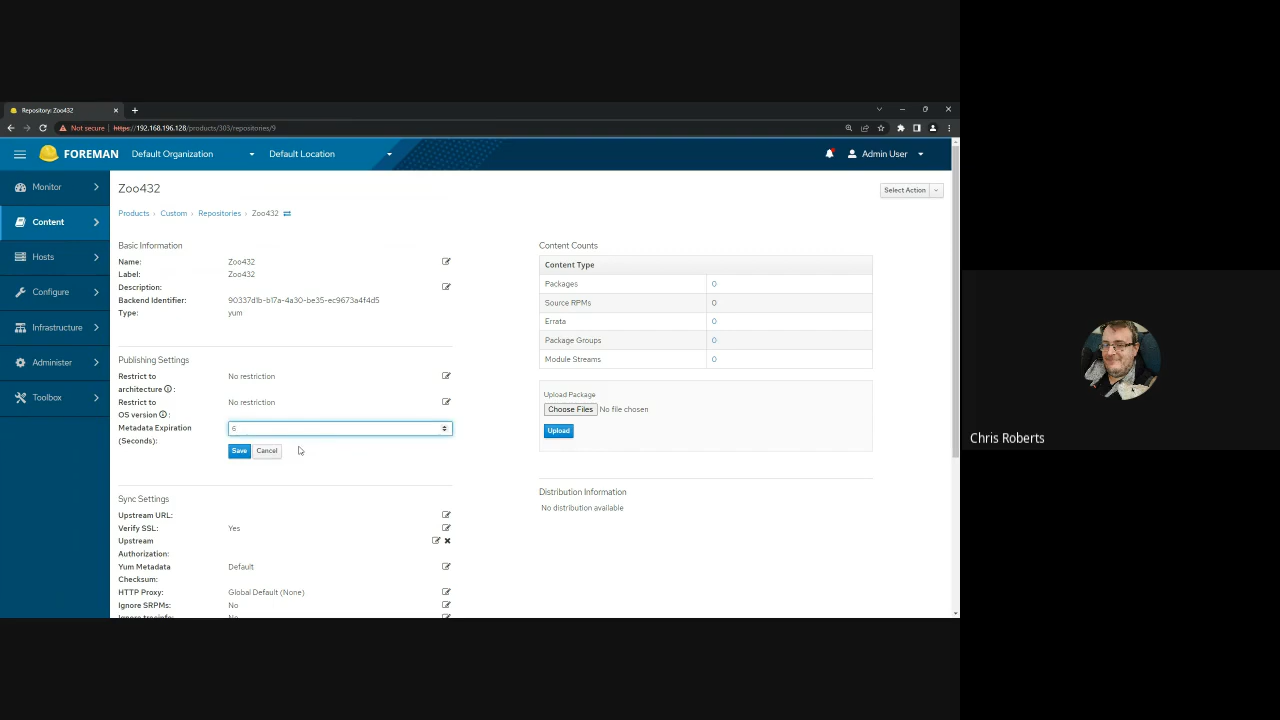 Repository: Zoo432
Not secure | https://192.168.196.128/products/303/repositories/9
FOREMAN Default Organization Default Location Admin User
Monitor
Content
Hosts
Configure
Infrastructure
Administer
Toolbox
Zoo432
Select Action
Products › Custom › Repositories › Zoo432
Basic Information
Name: Zoo432
Label: Zoo432
Description:
Backend Identifier: 90337d1b-b17a-4a30-be35-ec9673a4f4d5
Type: yum
Publishing Settings
Restrict to No restriction
architecture :
Restrict to No restriction
OS version :
Metadata Expiration 6
(Seconds):
Save Cancel
Sync Settings
Upstream URL:
Verify SSL: Yes
Upstream
Authorization:
Yum Metadata Default
Checksum:
HTTP Proxy: Global Default (None)
Ignore SRPMs: No
Ignore treeinfo: No
Content Counts
Content Type
Packages 0
Source RPMs 0
Errata 0
Package Groups 0
Module Streams 0
Upload Package
Choose Files No file chosen
Upload
Distribution Information
No distribution available
Chris Roberts